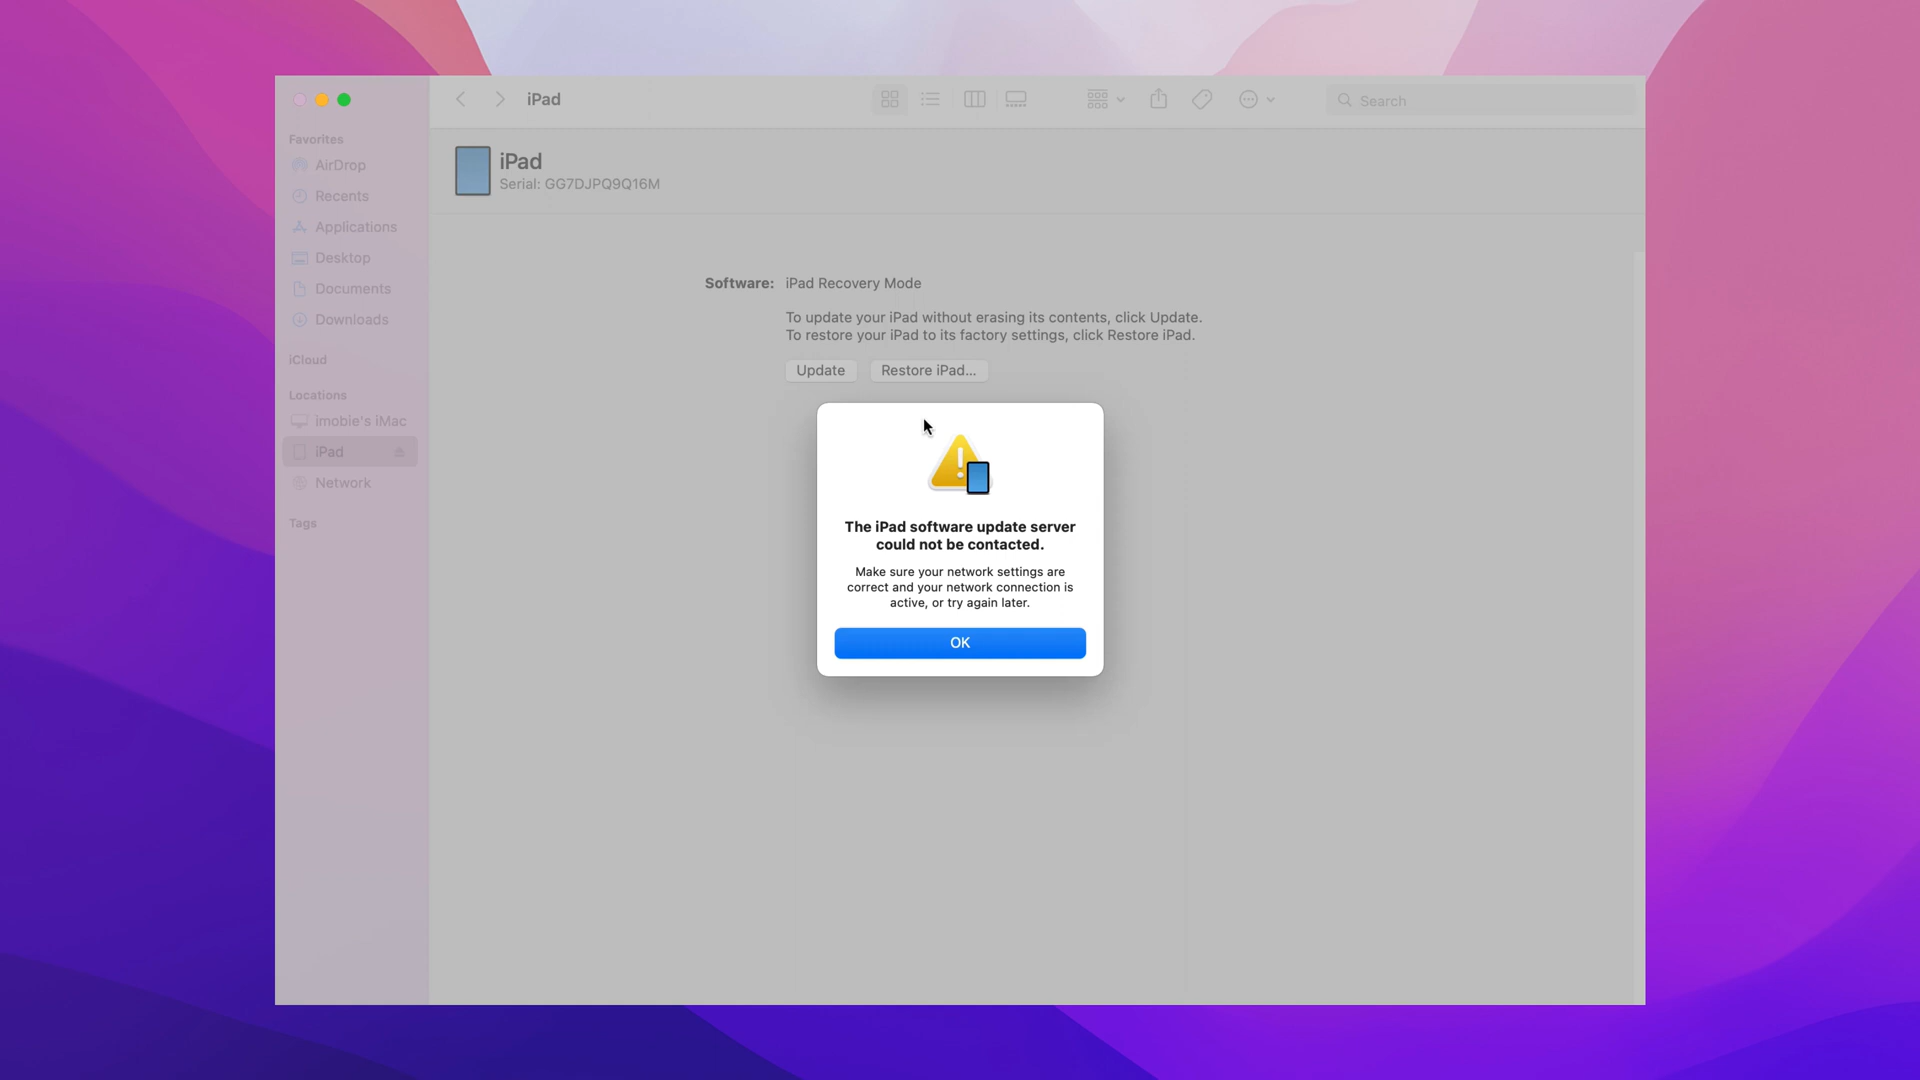 iPad
Search
Favorites
AirDrop
Recents
Applications
Desktop
Documents
Downloads
iCloud
Locations
imobie's iMac
iPad
Network
Tags
iPad
Serial: GG7DJPQ9Q16M
Software: iPad Recovery Mode
To update your iPad without erasing its contents, click Update.
To restore your iPad to its factory settings, click Restore iPad.
Update Restore iPad...
The iPad software update server
could not be contacted.
Make sure your network settings are
correct and your network connection is
active, or try again later.
OK